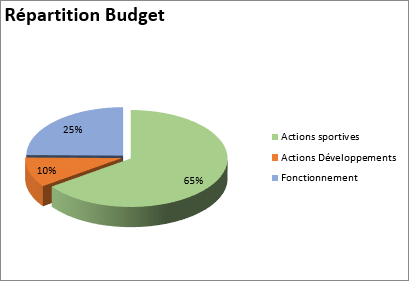 Répartition Budget
25%
10%
65%
Actions sportives
Actions Développements
Fonctionnement